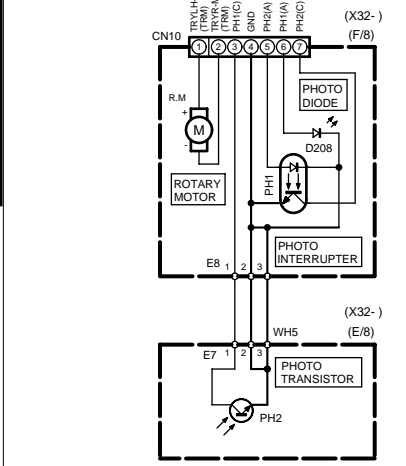 TRYLH-
(TRM)
TRYR-M
(TRM)
PH1(C)
GND
PH2(A)
PH1(A)
PH2(C)
(X32- )
(F/8)
CN10
1 2 3 4 5 6 7
PHOTO
DIODE
R.M
+
M
-
D208
PH1
ROTARY
MOTOR
PHOTO
INTERRUPTER
E8 1 2 3
(X32- )
WH5
(E/8)
E7 1 2 3
PHOTO
TRANSISTOR
PH2